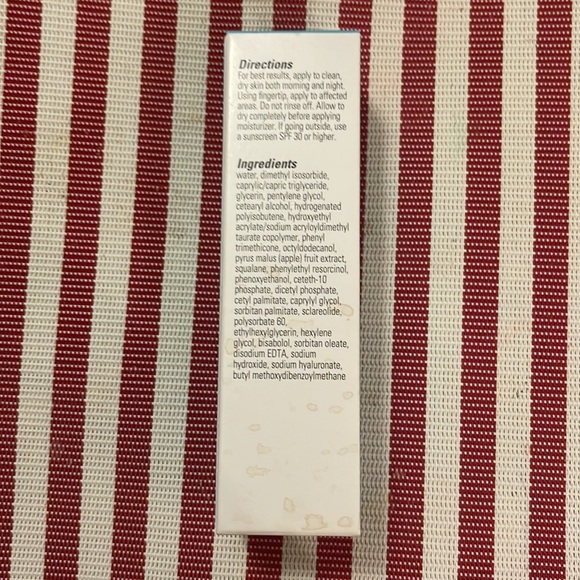 Directions
For best results, apply to clean,
dry skin both morning and night.
Using fingertip, apply to affected
areas. Do not rinse off. Allow to
dry completely before applying
moisturizer. If going outside, use
a sunscreen SPF 30 or higher.
Ingredients
water, dimethyl isosorbide,
caprylic/capric triglyceride,
glycerin, pentylene glycol,
cetearyl alcohol, hydrogenated
polyisobutene, hydroxyethyl
acrylate/sodium acryloyldimethyl
taurate copolymer, phenyl
trimethicone, octyldodecanol,
pyrus malus (apple) fruit extract,
squalane, phenylethyl resorcinol,
phenoxyethanol, ceteth-10
phosphate, dicetyl phosphate,
cetyl palmitate, caprylyl glycol,
sorbitan palmitate, sclareolide,
polysorbate 60,
ethylhexylglycerin, hexylene
glycol, bisabolol, sorbitan oleate,
disodium EDTA, sodium
hydroxide, sodium hyaluronate,
butyl methoxydibenzoylmethane